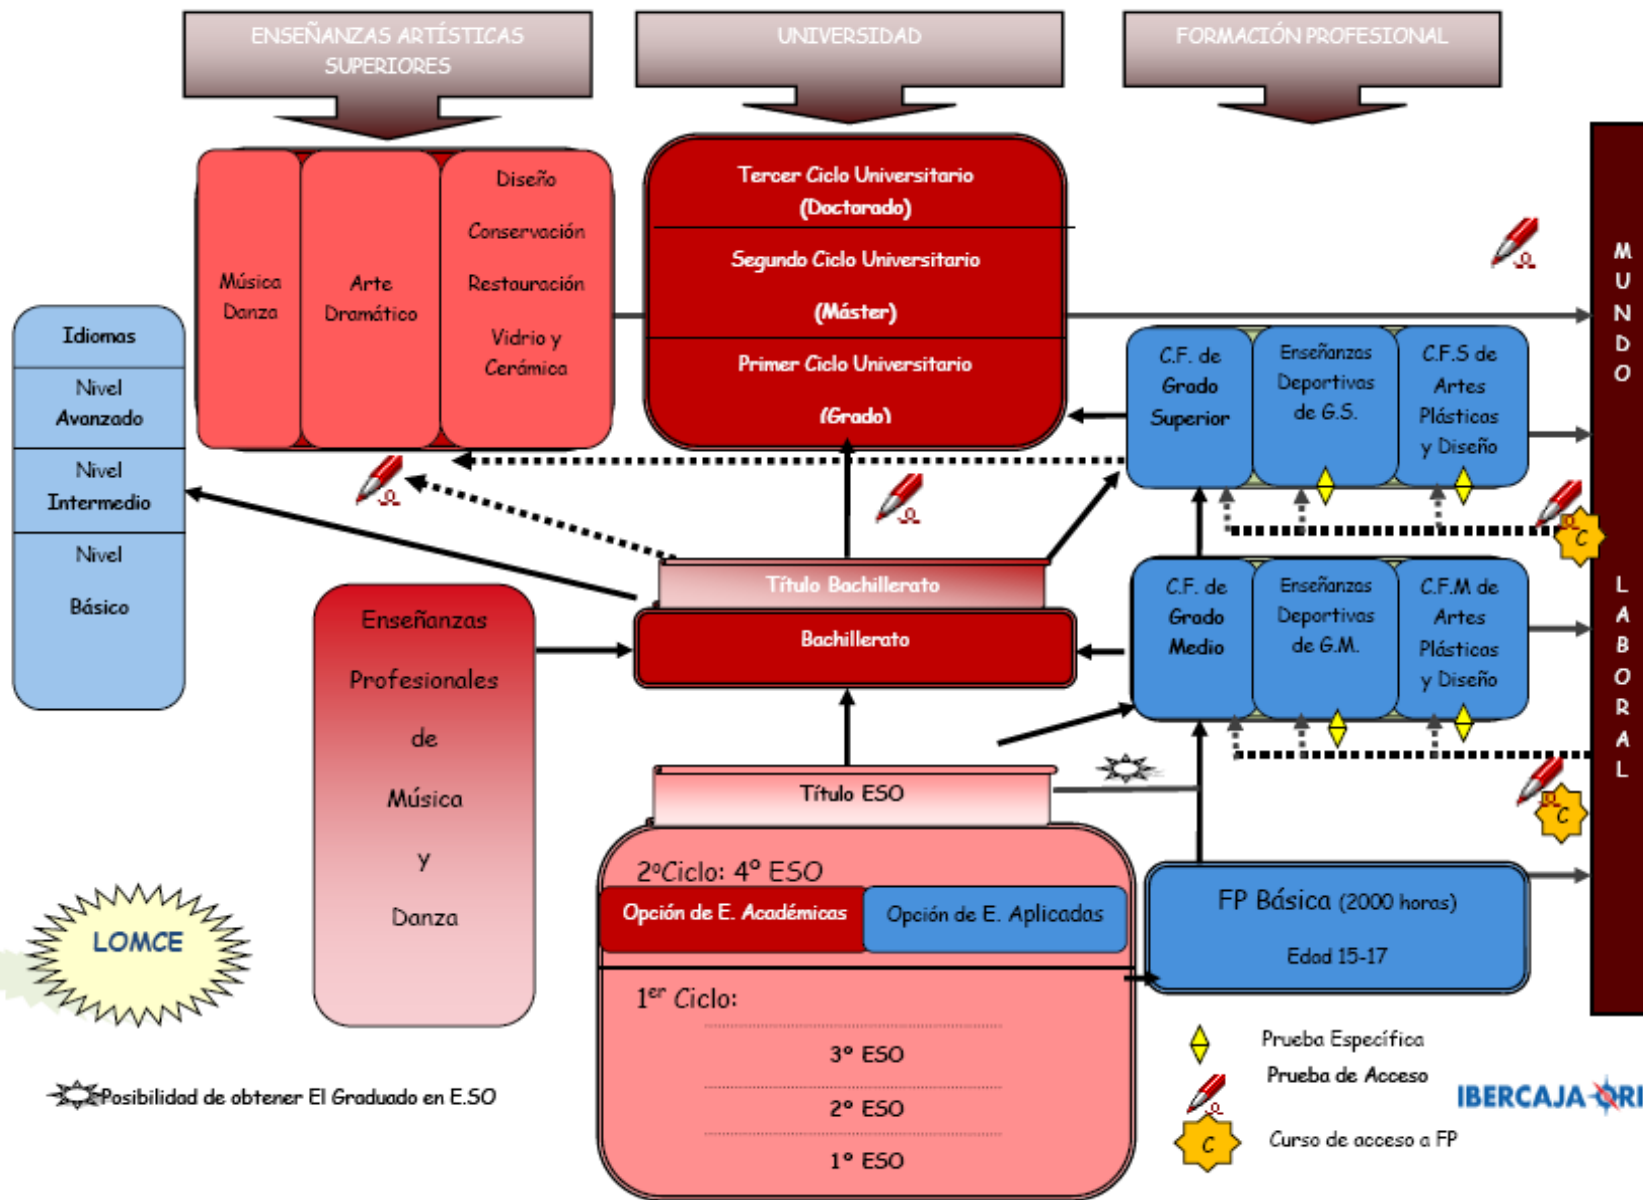 ENSEÑANZAS ARTÍSTICAS
SUPERIORES
UNIVERSIDAD
FORMACIÓN PROFESIONAL
Música
Danza
Arte
Dramático
Diseño
Conservación
Restauración
Vidrio y
Cerámica
Tercer Ciclo Universitario
(Doctorado)
Segundo Ciclo Universitario
(Máster)
Primer Ciclo Universitario
(Grado)
Idiomas
Nivel
Avanzado
Nivel
Intermedio
Nivel
Básico
C.F. de
Grado
Superior
Enseñanzas
Deportivas
de G.S.
C.F.S de
Artes
Plásticas
y Diseño
MUNDO LABORAL
C
Título Bachillerato
Bachillerato
C.F. de
Grado
Medio
Enseñanzas
Deportivas
de G.M.
C.F.M de
Artes
Plásticas
y Diseño
C
Enseñanzas
Profesionales
de
Música
y
Danza
Título ESO
2ºCiclo: 4º ESO
Opción de E. Académicas
Opción de E. Aplicadas
FP Básica (2000 horas)
Edad 15-17
LOMCE
1er Ciclo:
3º ESO
2º ESO
1º ESO
Posibilidad de obtener El Graduado en E.SO
Prueba Específica
Prueba de Acceso
C
Curso de acceso a FP
IBERCAJA ORI